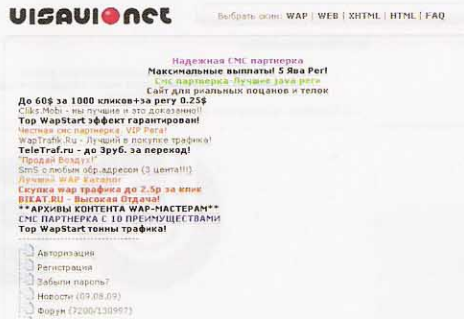 VISAVIONET
Выбрать скин: WAP | WEB | XHTML | HTML | FAQ
Надежная СМС партнерка
Максимальные выплаты! 5 Ява Рег!
Смс партнерка-Лучшие java рег»
Сайт для риальных поцанов и телок
До 60$ за 1000 кликов+за регу 0.25$
Cliks.Mobi - мы лучшие и это доказанно!!
Top WapStart эффект гарантирован!
Честная смс партнерка. VIP Рега!
WapTrafik.Ru - Лучший в покупке трафика!
TeleTraf.ru - до 3руб. за переход!
"Продай Воздух!"
SmS с любым обр.адресом (3 цента!!!)
Лучший WAP Каталог
Скупка wap трафика до 2.5р за клик
BIKAT.RU - Высокая Отдача!
**АРХИВЫ КОНТЕНТА WAP-МАСТЕРАМ**
СМС ПАРТНЕРКА С 10 ПРЕИМУЩЕСТВАМИ
Top WapStart тонны трафика!
Авторизация
Регистрация
Забыли пароль?
Новости (09.08.09)
Форум (7200/130997)